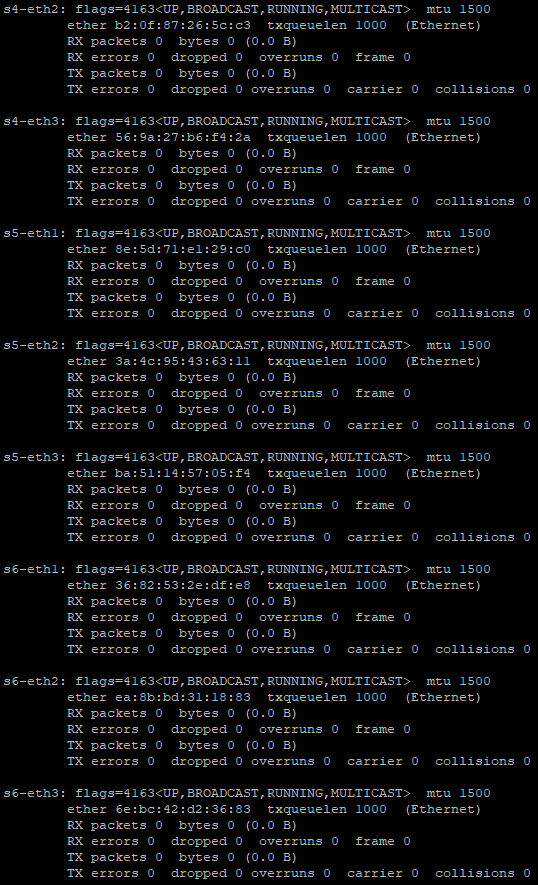 s4-eth2: flags=4163<UP,BROADCAST,RUNNING,MULTICAST>  mtu 1500
        ether b2:0f:87:26:5c:c3  txqueuelen 1000  (Ethernet)
        RX packets 0  bytes 0 (0.0 B)
        RX errors 0  dropped 0  overruns 0  frame 0
        TX packets 0  bytes 0 (0.0 B)
        TX errors 0  dropped 0 overruns 0  carrier 0  collisions 0

s4-eth3: flags=4163<UP,BROADCAST,RUNNING,MULTICAST>  mtu 1500
        ether 56:9a:27:b6:f4:2a  txqueuelen 1000  (Ethernet)
        RX packets 0  bytes 0 (0.0 B)
        RX errors 0  dropped 0  overruns 0  frame 0
        TX packets 0  bytes 0 (0.0 B)
        TX errors 0  dropped 0 overruns 0  carrier 0  collisions 0

s5-eth1: flags=4163<UP,BROADCAST,RUNNING,MULTICAST>  mtu 1500
        ether 8e:5d:71:e1:29:c0  txqueuelen 1000  (Ethernet)
        RX packets 0  bytes 0 (0.0 B)
        RX errors 0  dropped 0  overruns 0  frame 0
        TX packets 0  bytes 0 (0.0 B)
        TX errors 0  dropped 0 overruns 0  carrier 0  collisions 0

s5-eth2: flags=4163<UP,BROADCAST,RUNNING,MULTICAST>  mtu 1500
        ether 3a:4c:95:43:63:11  txqueuelen 1000  (Ethernet)
        RX packets 0  bytes 0 (0.0 B)
        RX errors 0  dropped 0  overruns 0  frame 0
        TX packets 0  bytes 0 (0.0 B)
        TX errors 0  dropped 0 overruns 0  carrier 0  collisions 0

s5-eth3: flags=4163<UP,BROADCAST,RUNNING,MULTICAST>  mtu 1500
        ether ba:51:14:57:05:f4  txqueuelen 1000  (Ethernet)
        RX packets 0  bytes 0 (0.0 B)
        RX errors 0  dropped 0  overruns 0  frame 0
        TX packets 0  bytes 0 (0.0 B)
        TX errors 0  dropped 0 overruns 0  carrier 0  collisions 0

s6-eth1: flags=4163<UP,BROADCAST,RUNNING,MULTICAST>  mtu 1500
        ether 36:82:53:2e:df:e8  txqueuelen 1000  (Ethernet)
        RX packets 0  bytes 0 (0.0 B)
        RX errors 0  dropped 0  overruns 0  frame 0
        TX packets 0  bytes 0 (0.0 B)
        TX errors 0  dropped 0 overruns 0  carrier 0  collisions 0

s6-eth2: flags=4163<UP,BROADCAST,RUNNING,MULTICAST>  mtu 1500
        ether ea:8b:bd:31:18:83  txqueuelen 1000  (Ethernet)
        RX packets 0  bytes 0 (0.0 B)
        RX errors 0  dropped 0  overruns 0  frame 0
        TX packets 0  bytes 0 (0.0 B)
        TX errors 0  dropped 0 overruns 0  carrier 0  collisions 0

s6-eth3: flags=4163<UP,BROADCAST,RUNNING,MULTICAST>  mtu 1500
        ether 6e:bc:42:d2:36:83  txqueuelen 1000  (Ethernet)
        RX packets 0  bytes 0 (0.0 B)
        RX errors 0  dropped 0  overruns 0  frame 0
        TX packets 0  bytes 0 (0.0 B)
        TX errors 0  dropped 0 overruns 0  carrier 0  collisions 0